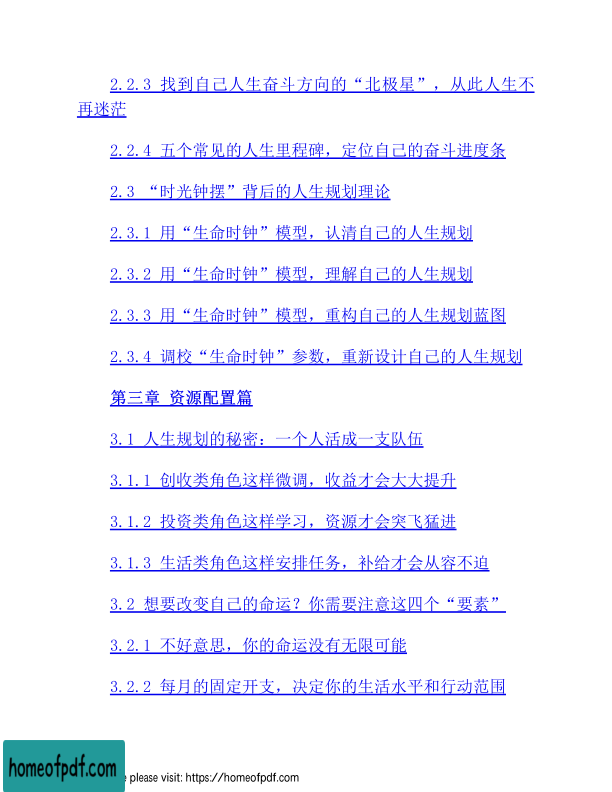 2.2.3 找到自己人生奋斗方向的“北极星”，从此人生不
再迷茫
2.2.4 五个常见的人生里程碑，定位自己的奋斗进度条
2.3 “时光钟摆”背后的人生规划理论
2.3.1 用“生命时钟”模型，认清自己的人生规划
2.3.2 用“生命时钟”模型，理解自己的人生规划
2.3.3 用“生命时钟”模型，重构自己的人生规划蓝图
2.3.4 调校“生命时钟”参数，重新设计自己的人生规划
第三章 资源配置篇
3.1 人生规划的秘密：一个人活成一支队伍
3.1.1 创收类角色这样微调，收益才会大大提升
3.1.2 投资类角色这样学习，资源才会突飞猛进
3.1.3 生活类角色这样安排任务，补给才会从容不迫
3.2 想要改变自己的命运？你需要注意这四个“要素”
3.2.1 不好意思，你的命运没有无限可能
3.2.2 每月的固定开支，决定你的生活水平和行动范围
homeofpdf.com
please visit: https://homeofpdf.com